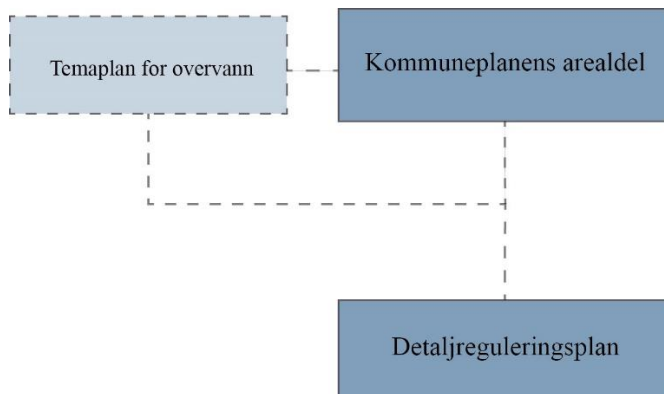 Temaplan for overvann
Kommuneplanens arealdel
Detaljreguleringsplan